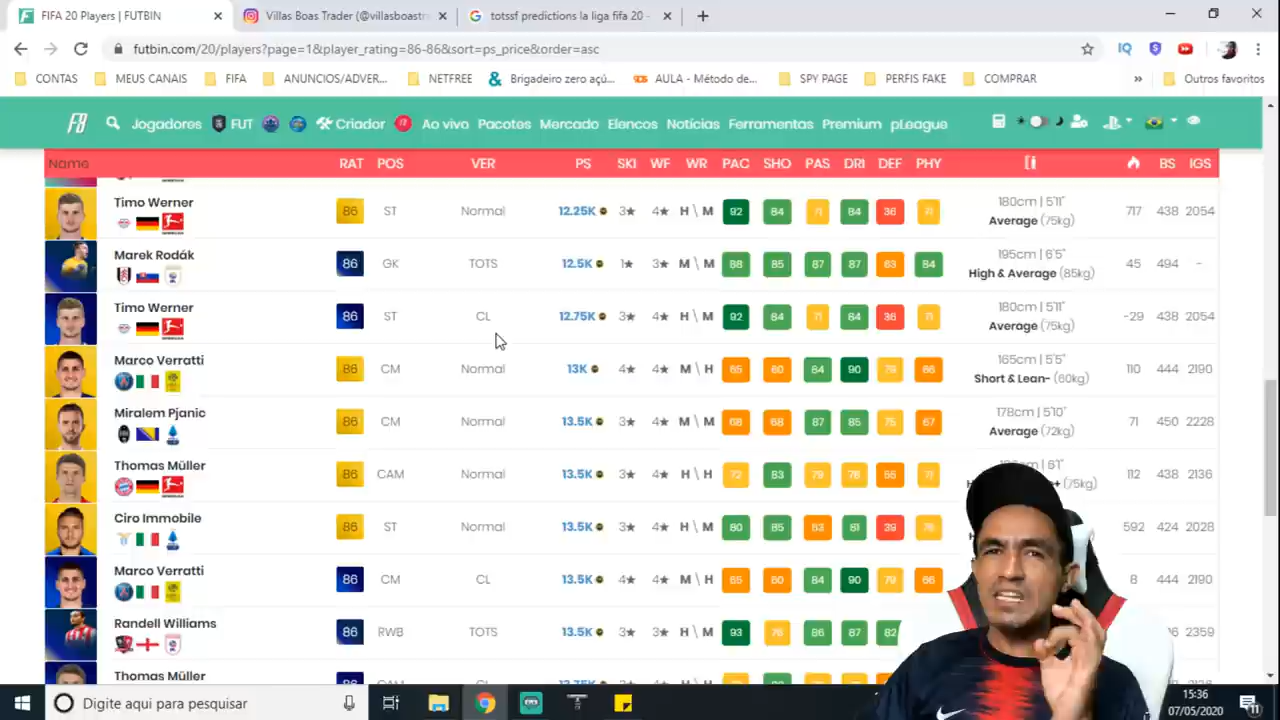 FIFA 20 Players | FUTBIN
Villas Boas Trader (@villasboastr
totssf predictions la liga fifa 20 -
futbin.com/20/players?page=1&player_rating=86-86&sort=ps_price&order=asc
CONTAS MEUS CANAIS FIFA ANUNCIOS/ADVER... NETFREE Brigadeiro zero açú... AULA - Método de... SPY PAGE PERFIS FAKE COMPRAR » Outros favoritos
Jogadores FUT Criador Ao vivo Pacotes Mercado Elencos Notícias Ferramentas Premium pLeague
Name RAT POS VER PS SKI WF WR PAC SHO PAS DRI DEF PHY BS IGS
Timo Werner 86 ST Normal 12.25K 3★ 4★ H \ M 92 84 71 84 36 71 180cm | 5'11" 717 438 2054
Average (75kg)
Marek Rodák 86 GK TOTS 12.5K 1★ 3★ M \ M 88 85 87 87 63 84 195cm | 6'5" 45 494 -
High & Average (85kg)
Timo Werner 86 ST CL 12.75K 3★ 4★ H \ M 92 84 71 84 36 71 180cm | 5'11" -29 438 2054
Average (75kg)
Marco Verratti 86 CM Normal 13K 4★ 4★ M \ H 65 60 84 90 79 66 165cm | 5'5" 110 444 2190
Short & Lean- (60kg)
Miralem Pjanic 86 CM Normal 13.5K 3★ 4★ M \ M 68 68 87 85 75 67 178cm | 5'10" 71 450 2228
Average (72kg)
Thomas Müller 86 CAM Normal 13.5K 3★ 4★ H \ H 72 83 79 78 56 71 6'1" 112 438 2136
(75kg)
Ciro Immobile 86 ST Normal 13.5K 3★ 4★ H \ M 80 85 63 81 39 76 592 424 2028
Marco Verratti 86 CM CL 13.5K 4★ 4★ M \ H 65 60 84 90 79 66 8 444 2190
Randell Williams 86 RWB TOTS 13.5K 3★ 3★ H \ M 93 76 86 87 82 2359
Thomas Müller
Digite aqui para pesquisar
15:36
07/05/2020